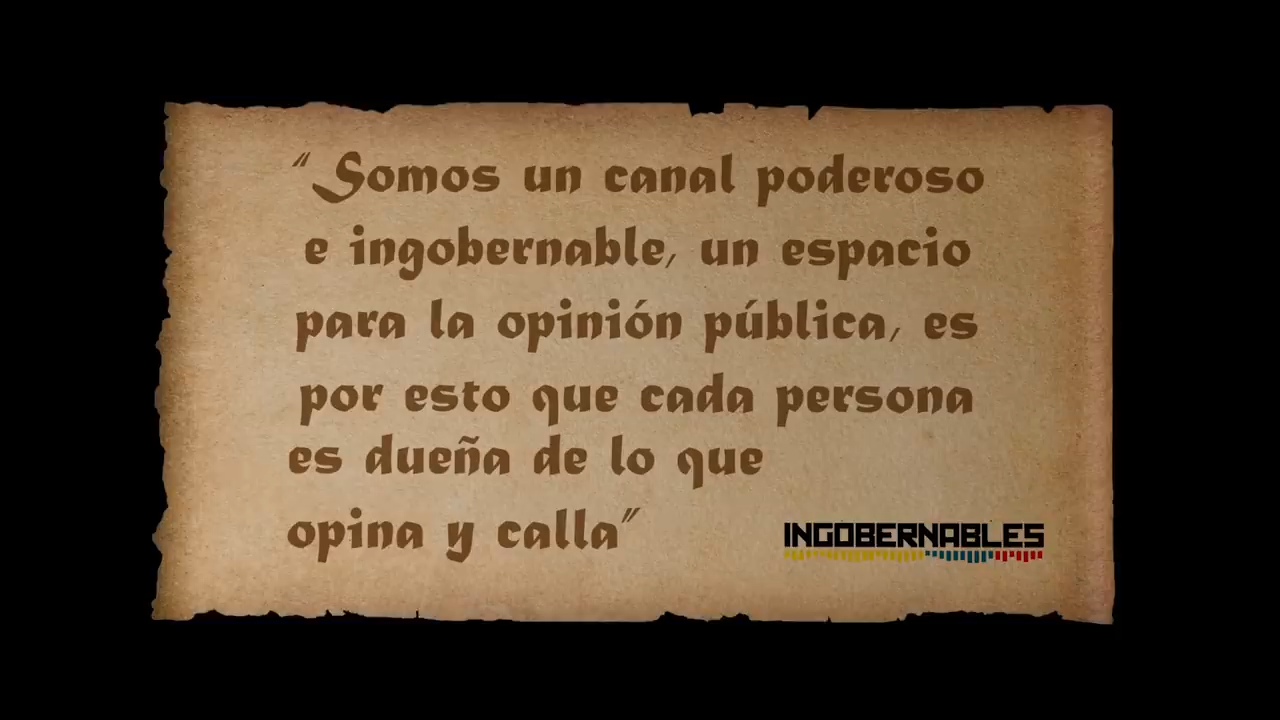 “Somos un canal poderoso
e ingobernable, un espacio
para la opinión pública, es
por esto que cada persona
es dueña de lo que
opina y calla”
INGOBERNABLES